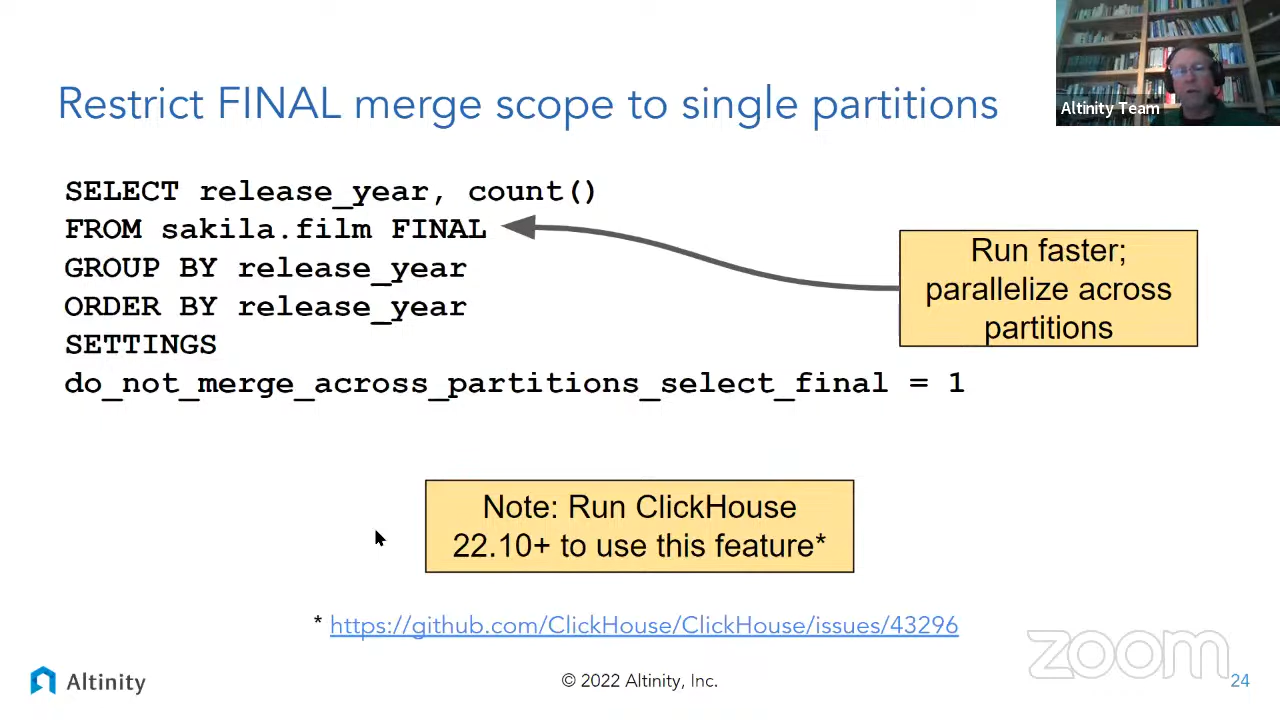 Restrict FINAL merge scope to single partitions
Altinity Team
SELECT release_year, count()
FROM sakila.film FINAL
GROUP BY release_year
ORDER BY release_year
SETTINGS
do_not_merge_across_partitions_select_final = 1
Run faster;
parallelize across
partitions
Note: Run ClickHouse
22.10+ to use this feature*
* https://github.com/ClickHouse/ClickHouse/issues/43296
zoom
Altinity
© 2022 Altinity, Inc.
24